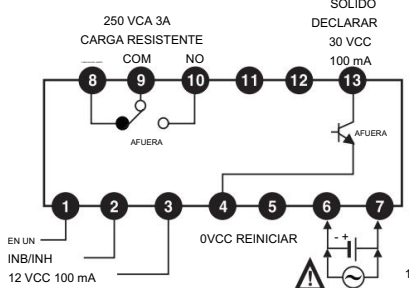 SÓLIDO
250 VCA 3A
DECLARAR
CARGA RESISTENTE
30 VCC
COM
NO
100 mA
8
9
10
11
12
13
AFUERA
AFUERA
1
2
3
4
5
6
7
EN UN
0VCC REINICIAR
- +
INB/INH
12 VCC 100 mA
1